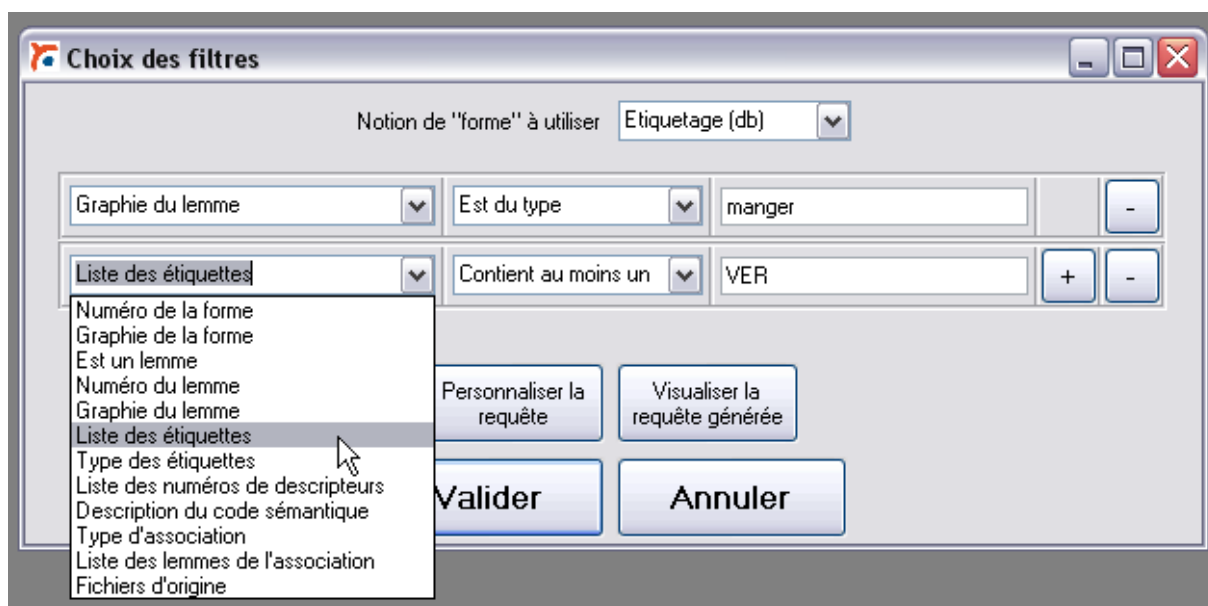 Choix des filtres
Notion de "forme" à utiliser Etiquetage (db)
Graphie du lemme Est du type manger -
Liste des étiquettes Contient au moins un VER + -
Numéro de la forme
Graphie de la forme
Est un lemme
Numéro du lemme
Graphie du lemme
Liste des étiquettes
Type des étiquettes
Liste des numéros de descripteurs
Description du code sémantique
Type d'association
Liste des lemmes de l'association
Fichiers d'origine
Personnaliser la
requête
Visualiser la
requête générée
Valider Annuler